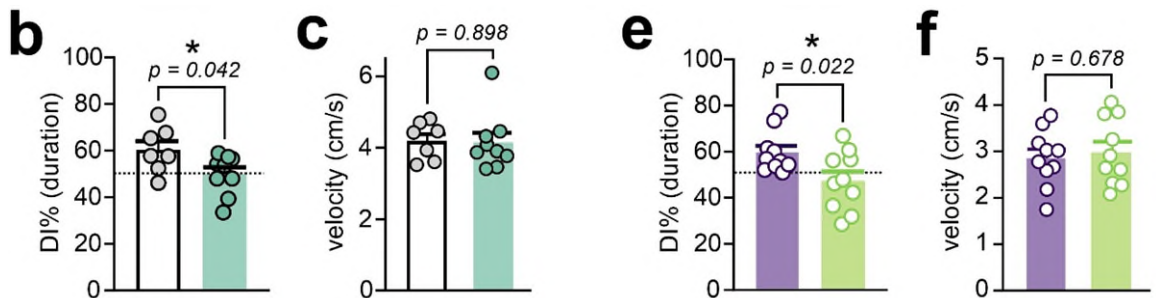 b
*
p = 0.042
DI% (duration)
100
80
60
40
20
0
c
p = 0.898
velocity (cm/s)
6
4
2
0
e
*
p = 0.022
DI% (duration)
100
80
60
40
20
0
f
p = 0.678
velocity (cm/s)
5
4
3
2
1
0